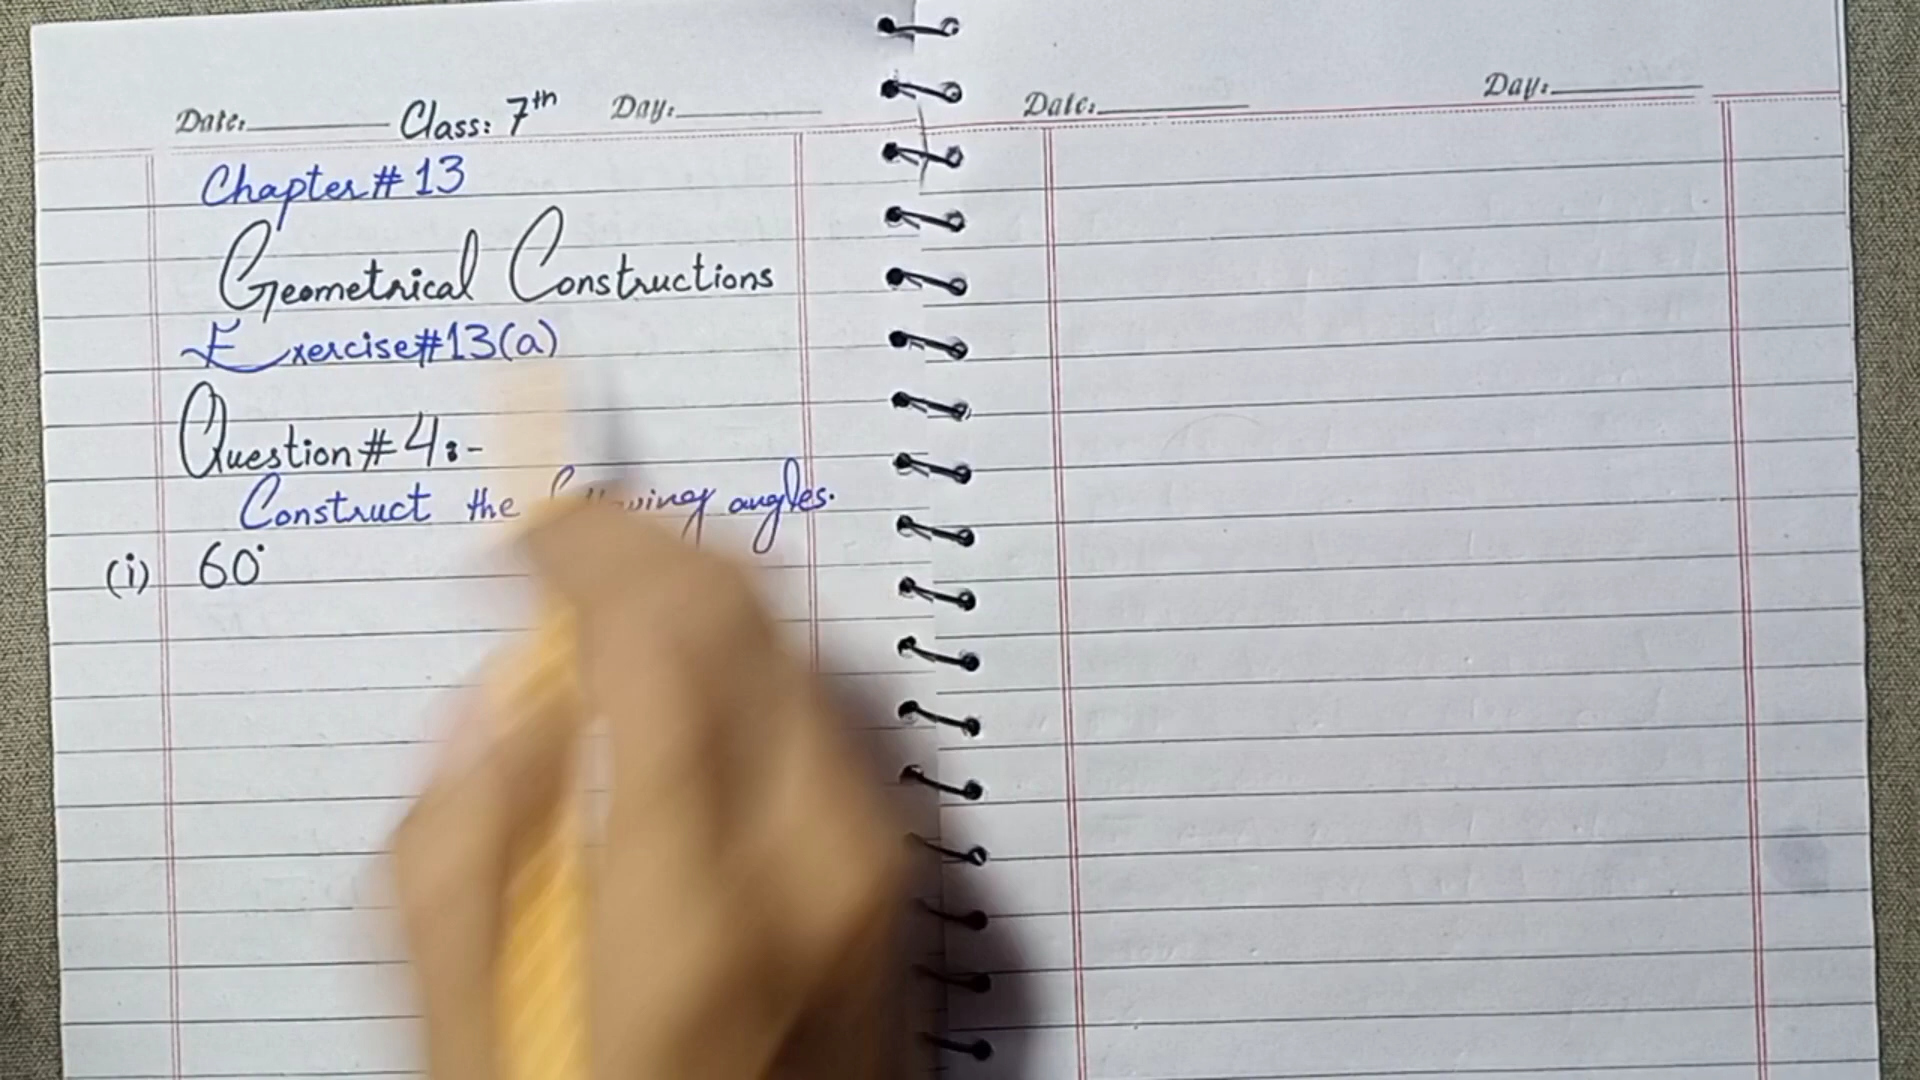 Date: Class: 7th Day:
Chapter # 13
Geometrical Constructions
Exercise # 13(a)
Question # 4:-
Construct the angles.
(i) 60°
Date: Day: